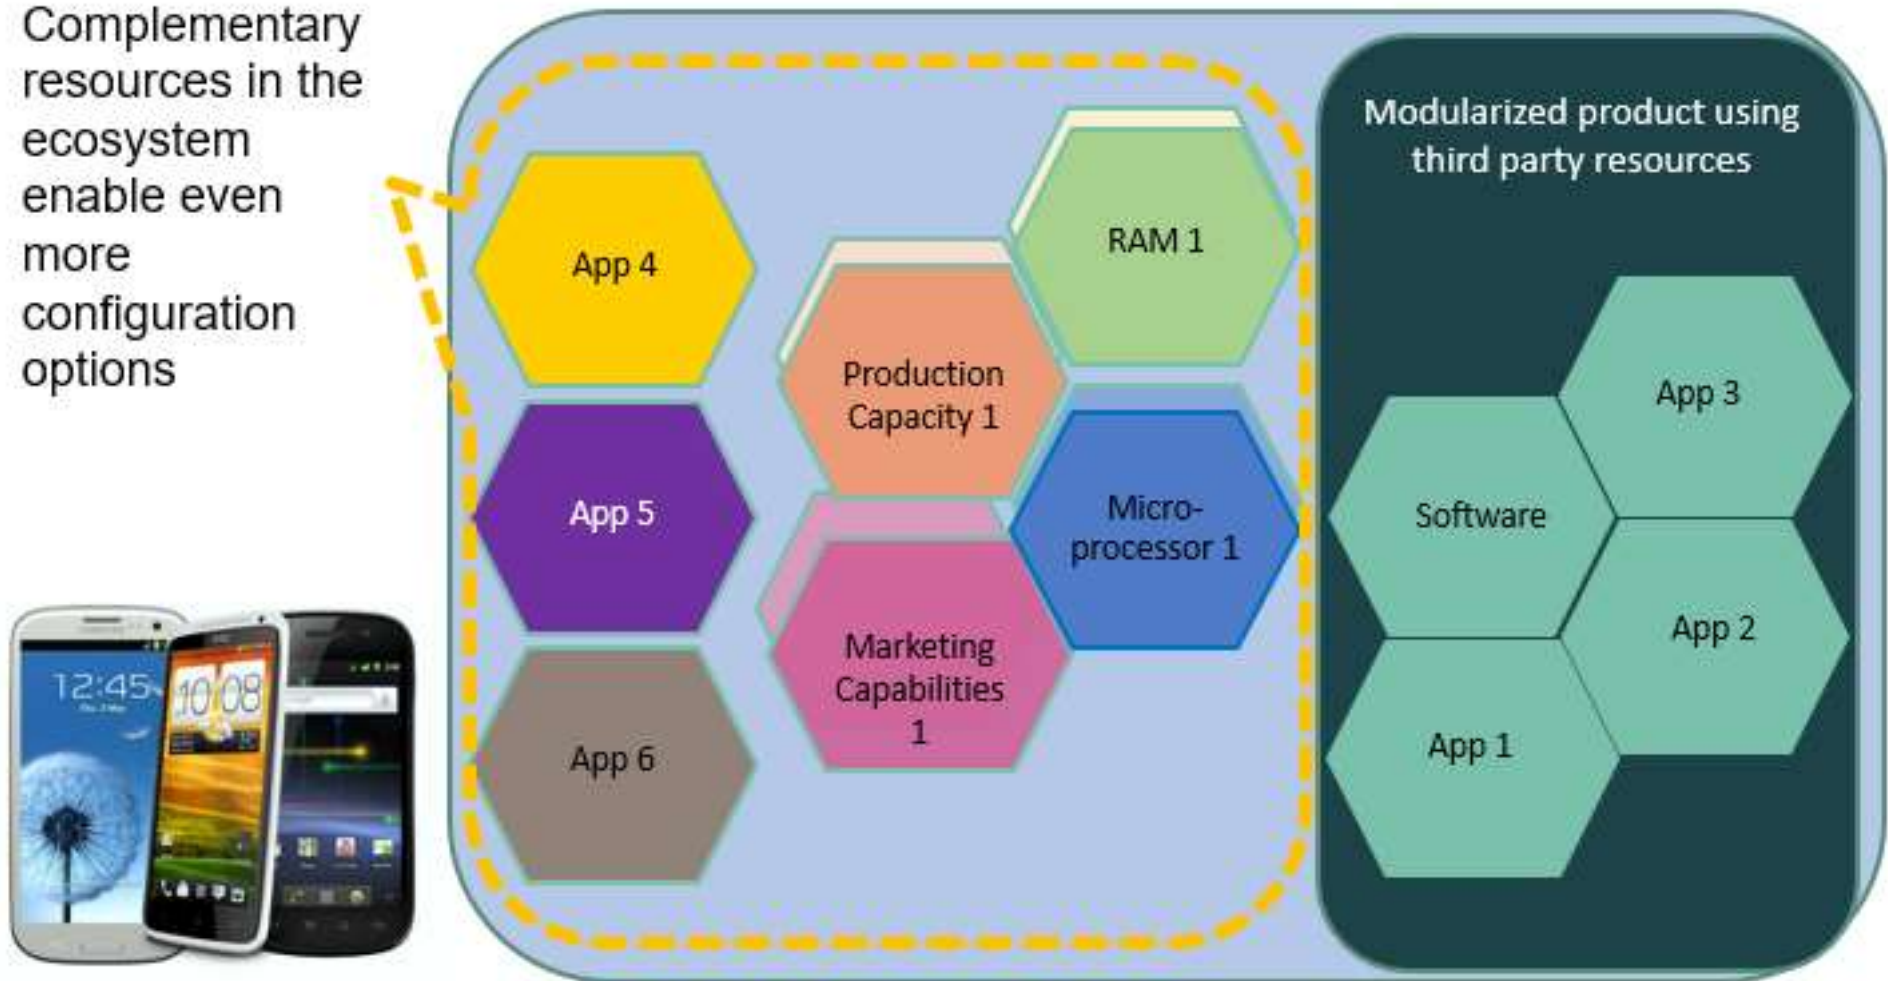 Complementary
resources in the
ecosystem
enable even
more
configuration
options
Modularized product using
third party resources
App 4
RAM 1
Production
Capacity 1
App 3
App 5
Micro-
processor 1
Software
App 2
Marketing
Capabilities
1
App 6
App 1
12:45
10:08